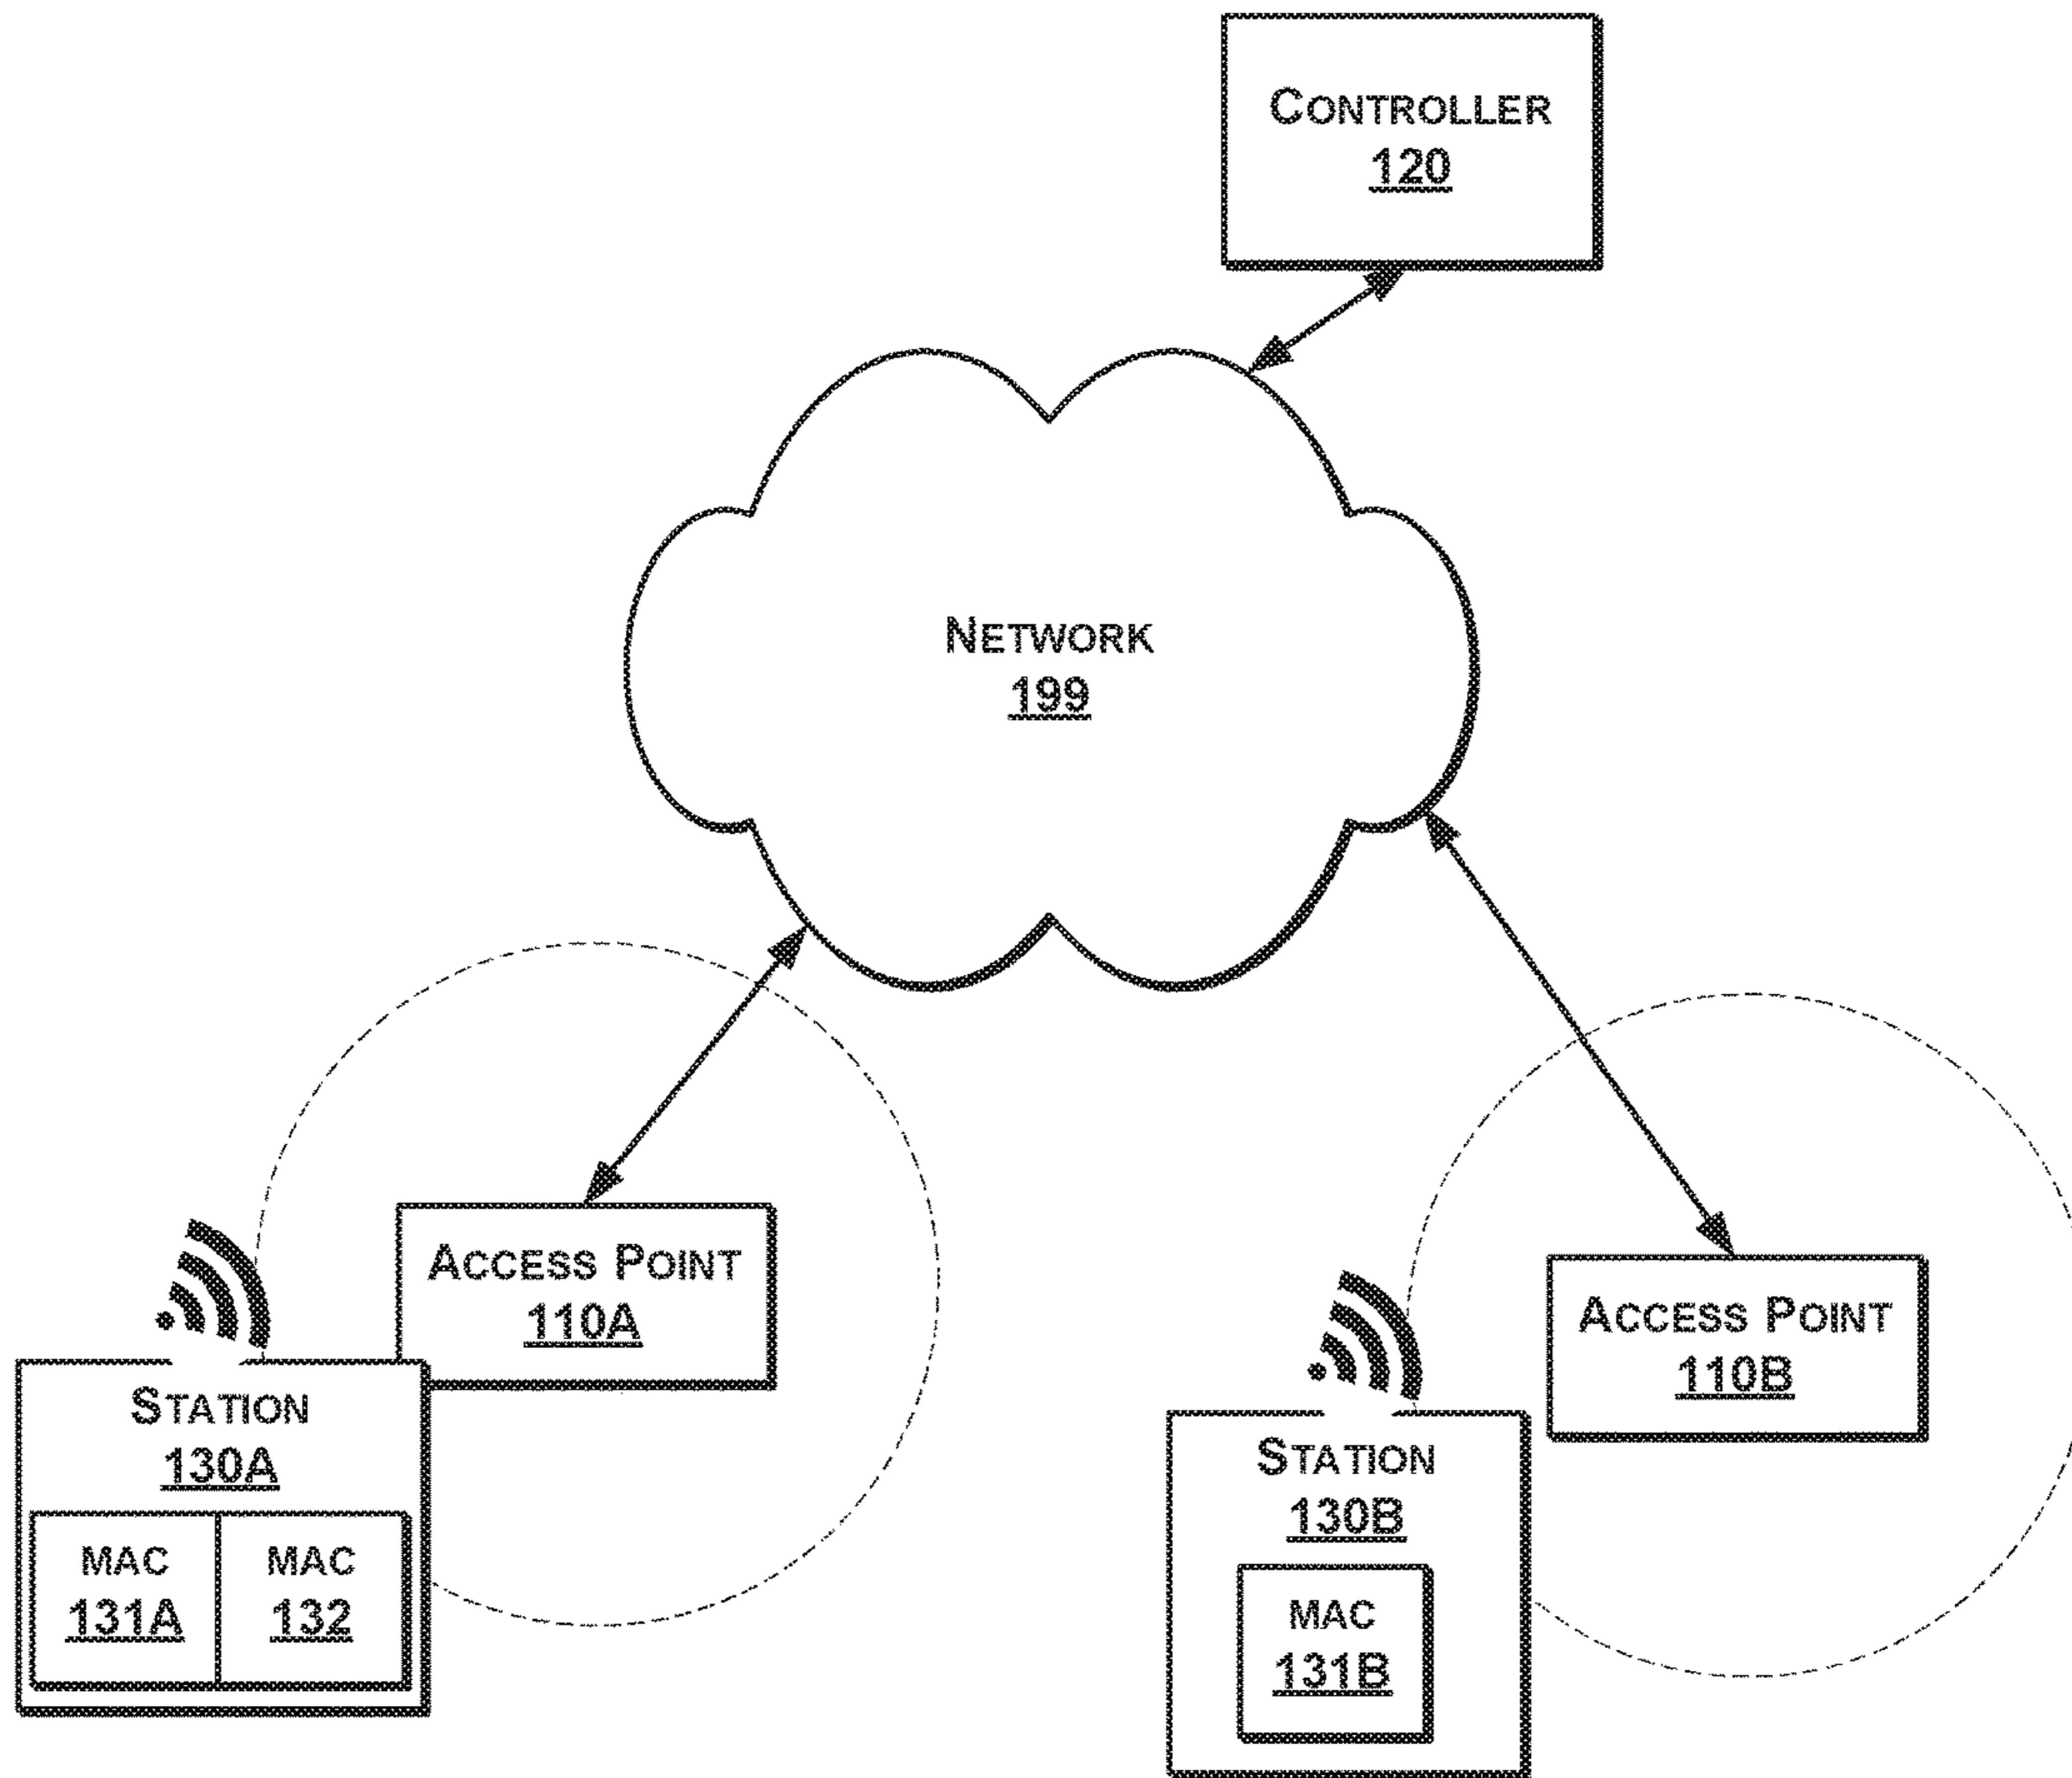 CONTROLLER
120
NETWORK
199
ACCESS POINT
110A
ACCESS POINT
110B
STATION
130A
MAC
131A
MAC
132
STATION
130B
MAC
131B